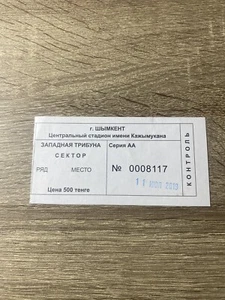 г. ШЫМКЕНТ
Центральный стадион имени Кажымукана
ЗАПАДНАЯ ТРИБУНА
СЕКТОР
РЯД МЕСТО
Цена 500 тенге
Серия АА
№ 0008117
КОНТРОЛЬ